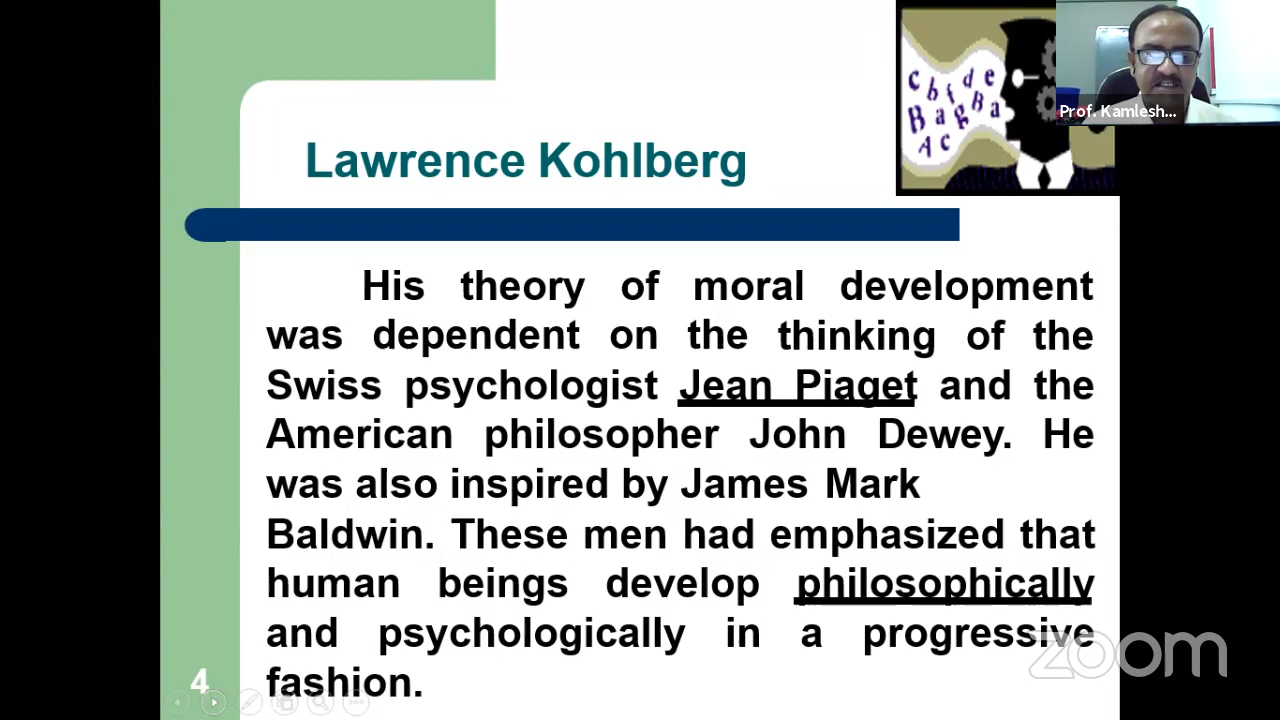 Lawrence Kohlberg
c b f d e
B a g B a
A c
Prof. Kamlesh...
His theory of moral development
was dependent on the thinking of the
Swiss psychologist Jean Piaget and the
American philosopher John Dewey. He
was also inspired by James Mark
Baldwin. These men had emphasized that
human beings develop philosophically
and psychologically in a progressive
fashion.
zoom
4